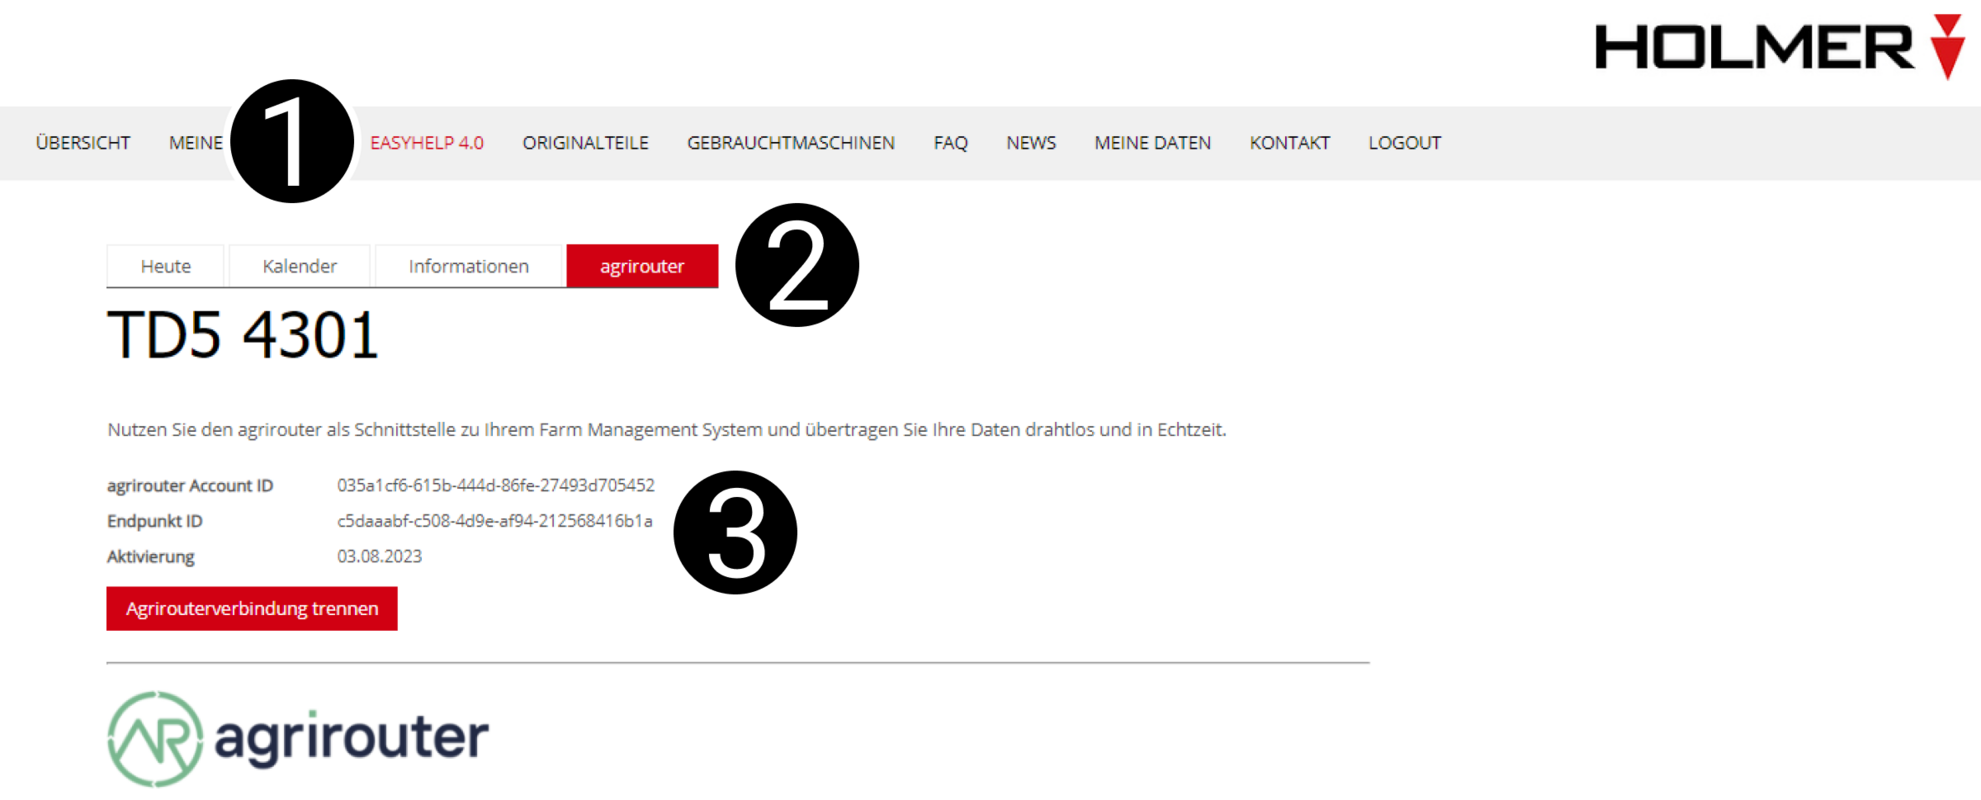 HOLMER
ÜBERSICHT MEINE 1 EASYHELP 4.0 ORIGINALTEILE GEBRAUCHTMASCHINEN FAQ NEWS MEINE DATEN KONTAKT LOGOUT
Heute Kalender Informationen agrirouter 2
TD5 4301
Nutzen Sie den agrirouter als Schnittstelle zu Ihrem Farm Management System und übertragen Sie Ihre Daten drahtlos und in Echtzeit.
agrirouter Account ID 035a1cf6-615b-444d-86fe-27493d705452
Endpunkt ID c5daaabf-c508-4d9e-af94-212568416b1a 3
Aktivierung 03.08.2023
Agrirouterverbindung trennen
AR agrirouter